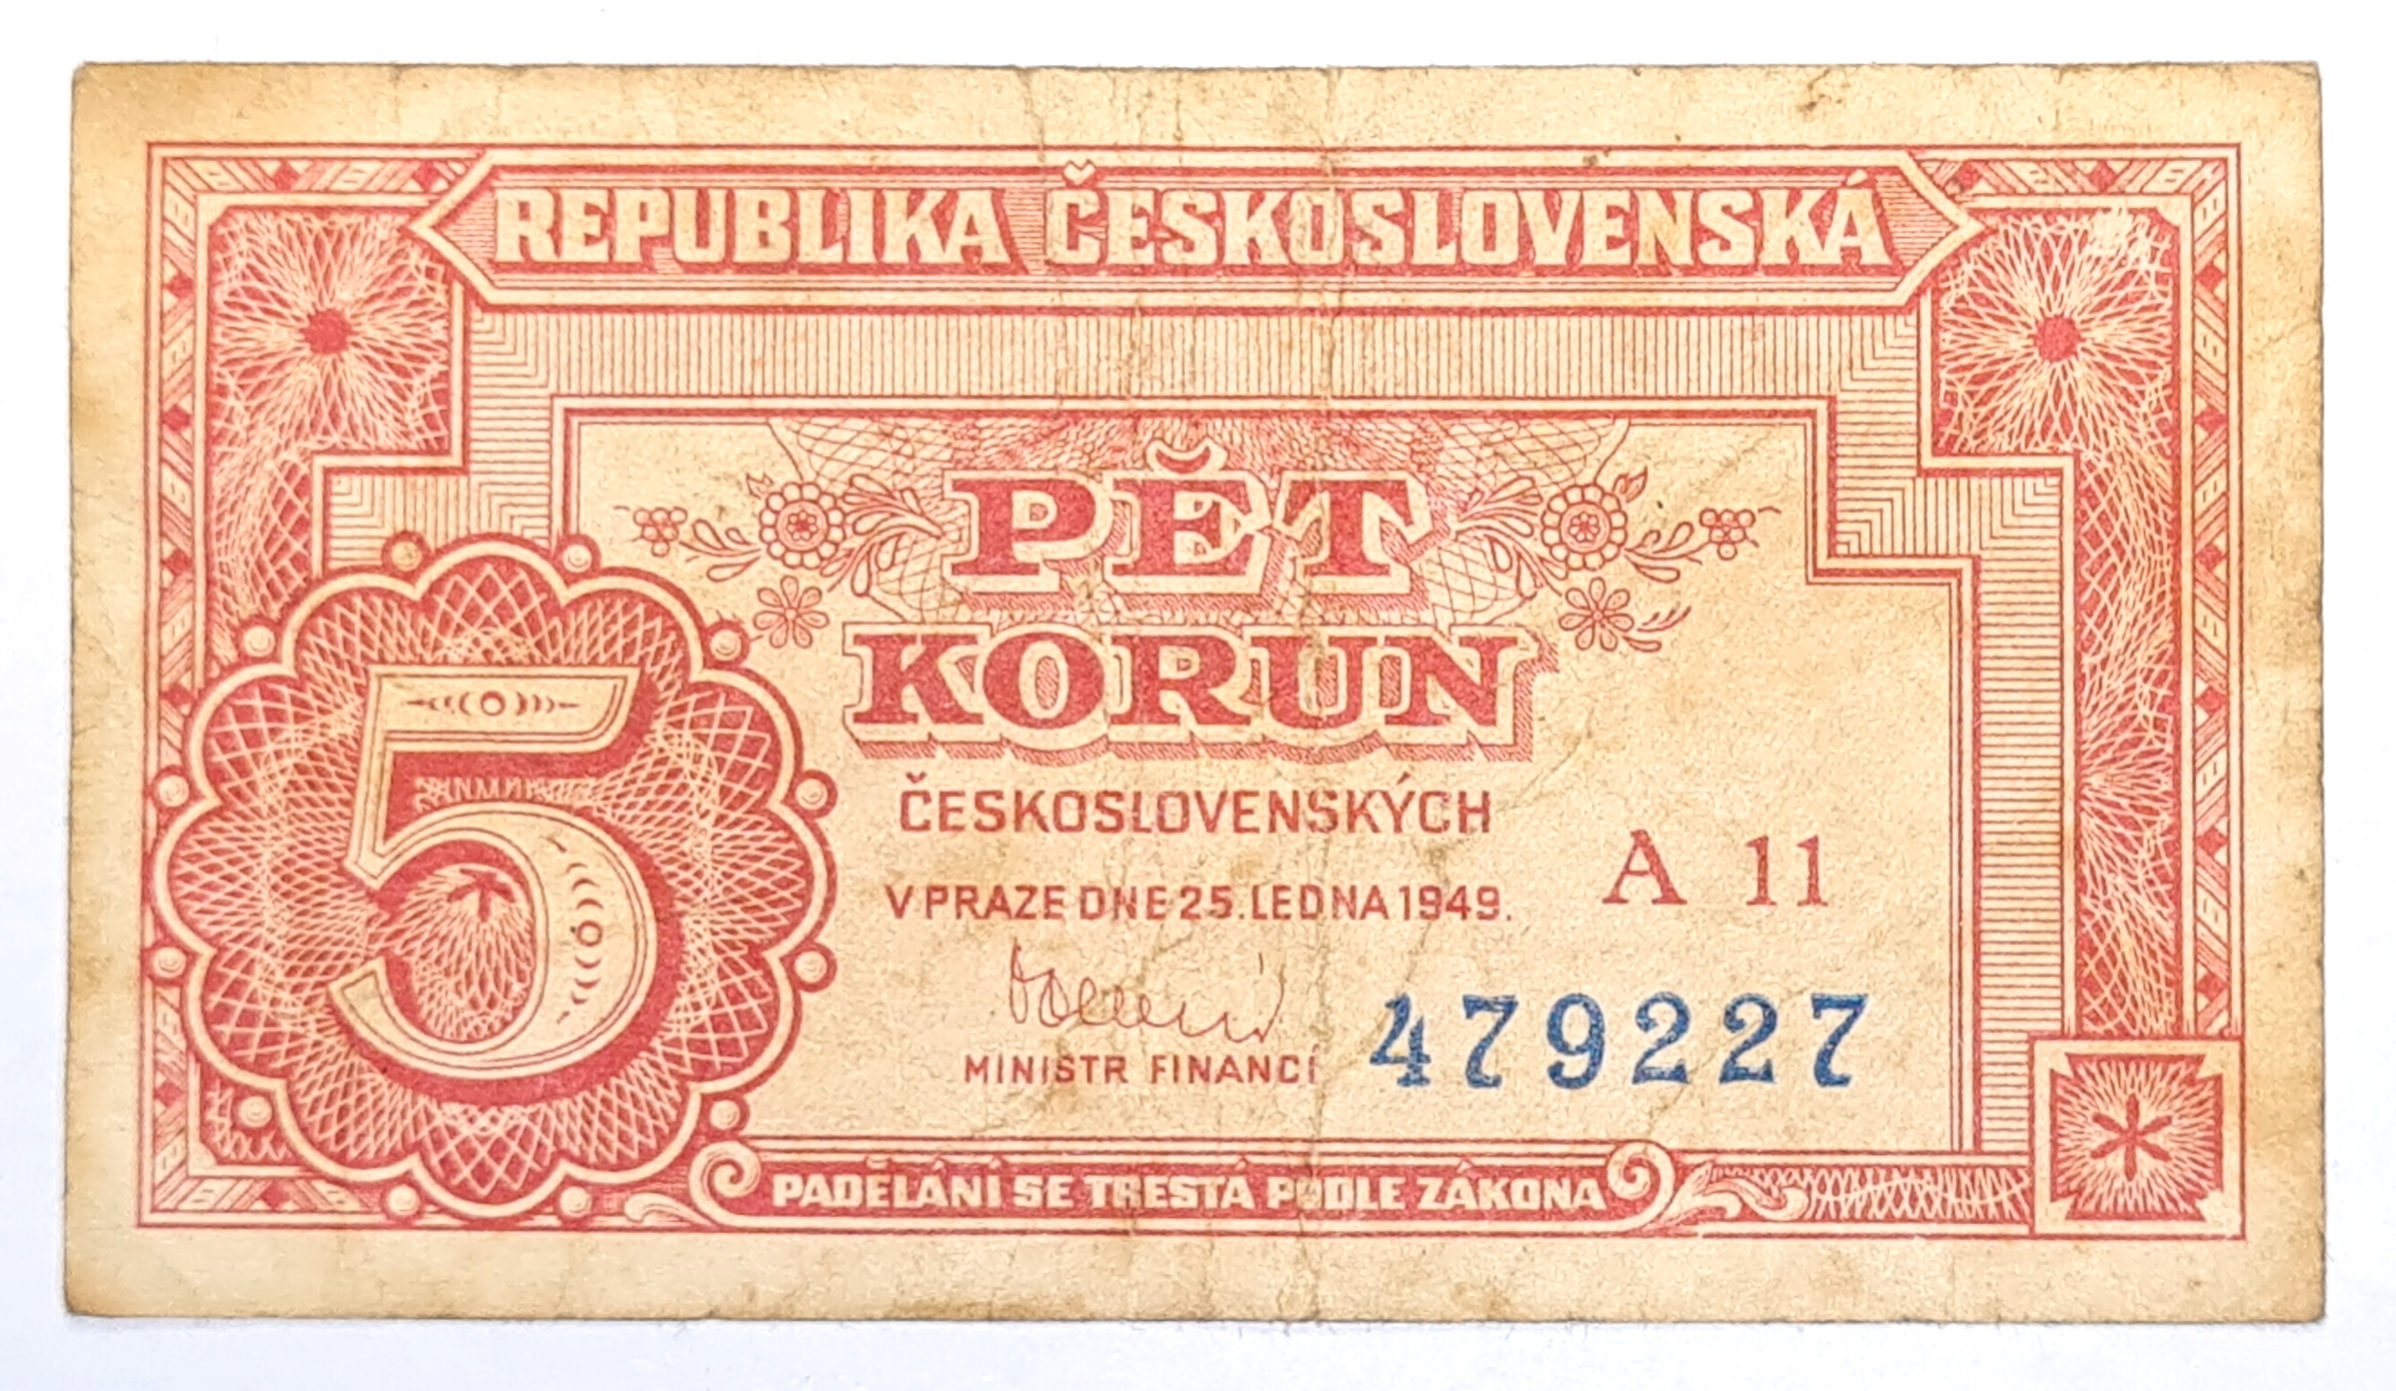 REPUBLIKA ČESKOSLOVENSKÁ
PĚT
KORUN
5
ČESKOSLOVENSKÝCH
A 11
V PRAZE DNE 25. LEDNA 1949.
MINISTR FINANCÍ
479227
PADĚLÁNÍ SE TRESTÁ PODLE ZÁKONA